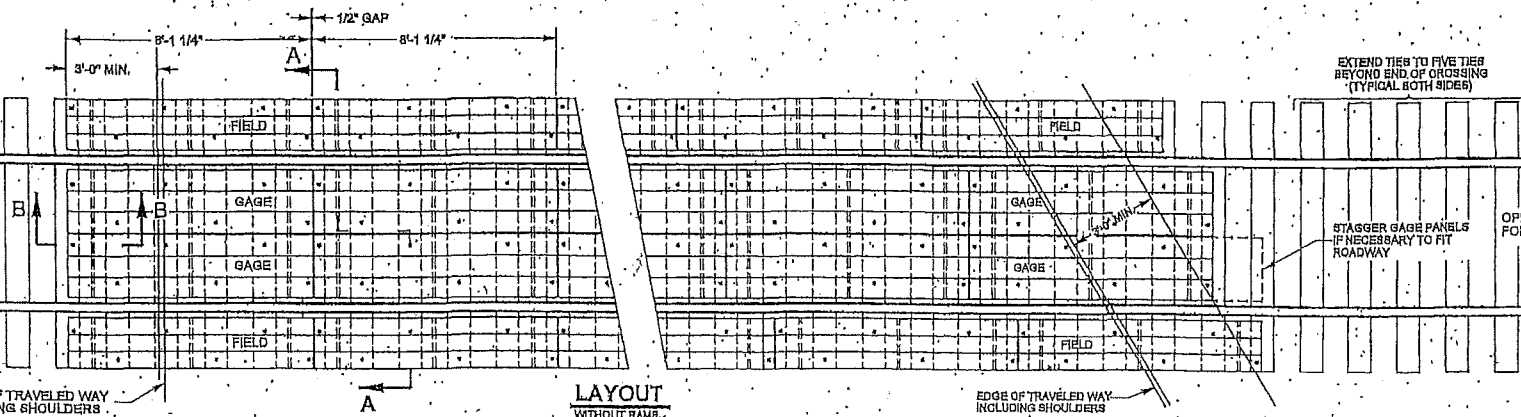 1/2" GAP
8'-1 1/4"
8'-1 1/4"
A
3'-0" MIN.
EXTEND TIES TO FIVE TIES
BEYOND END OF CROSSING
(TYPICAL BOTH SIDES)
FIELD
FIELD
B
B
GAGE
GAGE
MIN.
GAGE
GAGE
STAGGER GAGE PANELS
IF NECESSARY TO FIT
ROADWAY
FIELD
FIELD
TRAVELED WAY
SHOULDERS
A
LAYOUT
WITHOUT RAMP
EDGE OF TRAVELED WAY
INCLUDING SHOULDERS